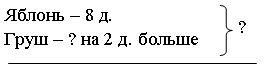 Яблонь – 8 д.
Груш – ? на 2 д. больше
?